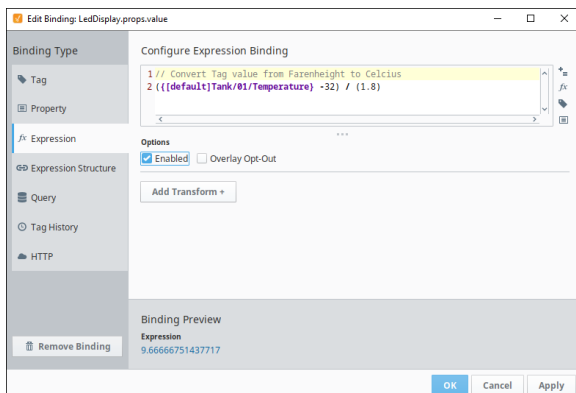 Edit Binding: LedDisplay.props.value
Binding Type
Tag
Property
fx Expression
Expression Structure
Query
Tag History
HTTP
Remove Binding
Configure Expression Binding
1 // Convert Tag value from Farenheight to Celcius
2 ({[default]Tank/01/Temperature} -32) / (1.8)
fx
Options
Enabled Overlay Opt-Out
Add Transform +
Binding Preview
Expression
9.66666751437717
OK Cancel Apply